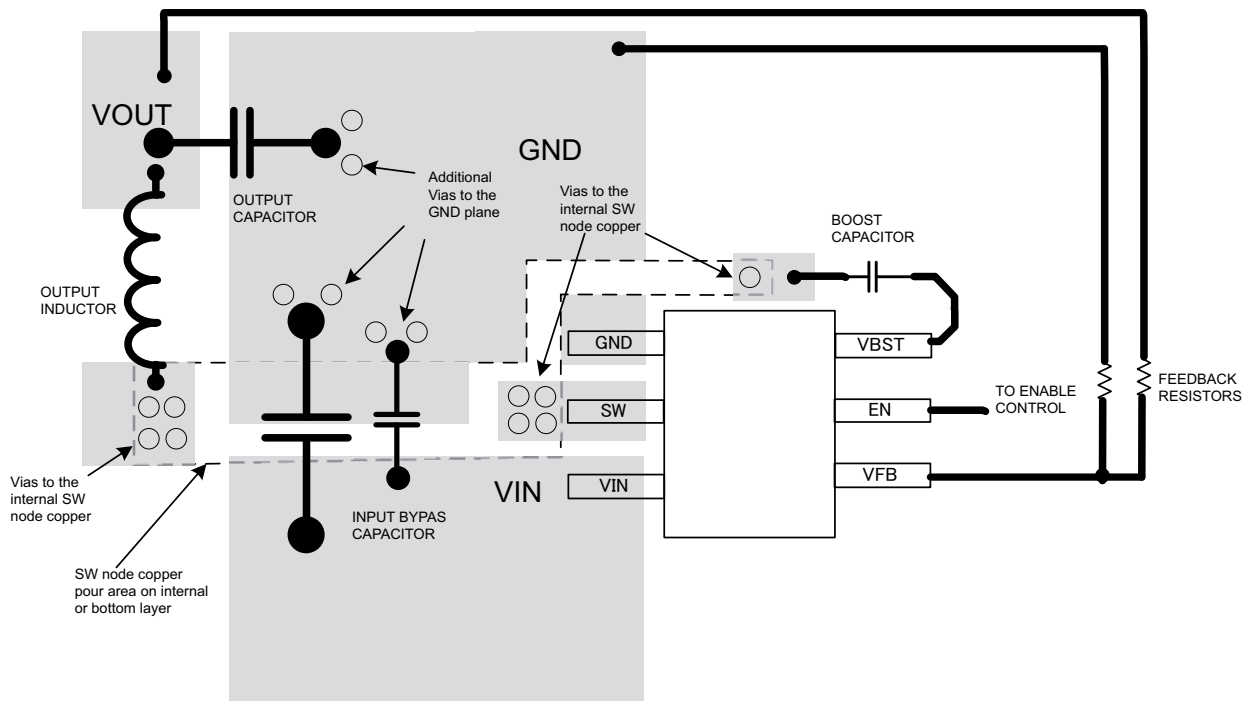 VOUT
GND
OUTPUT
CAPACITOR
Additional
Vias to the
GND plane
Vias to the
internal SW
node copper
BOOST
CAPACITOR
OUTPUT
INDUCTOR
GND
VBST
SW
EN
TO ENABLE
CONTROL
FEEDBACK
RESISTORS
VIN
VIN
VFB
Vias to the
internal SW
node copper
INPUT BYPAS
CAPACITOR
SW node copper
pour area on internal
or bottom layer